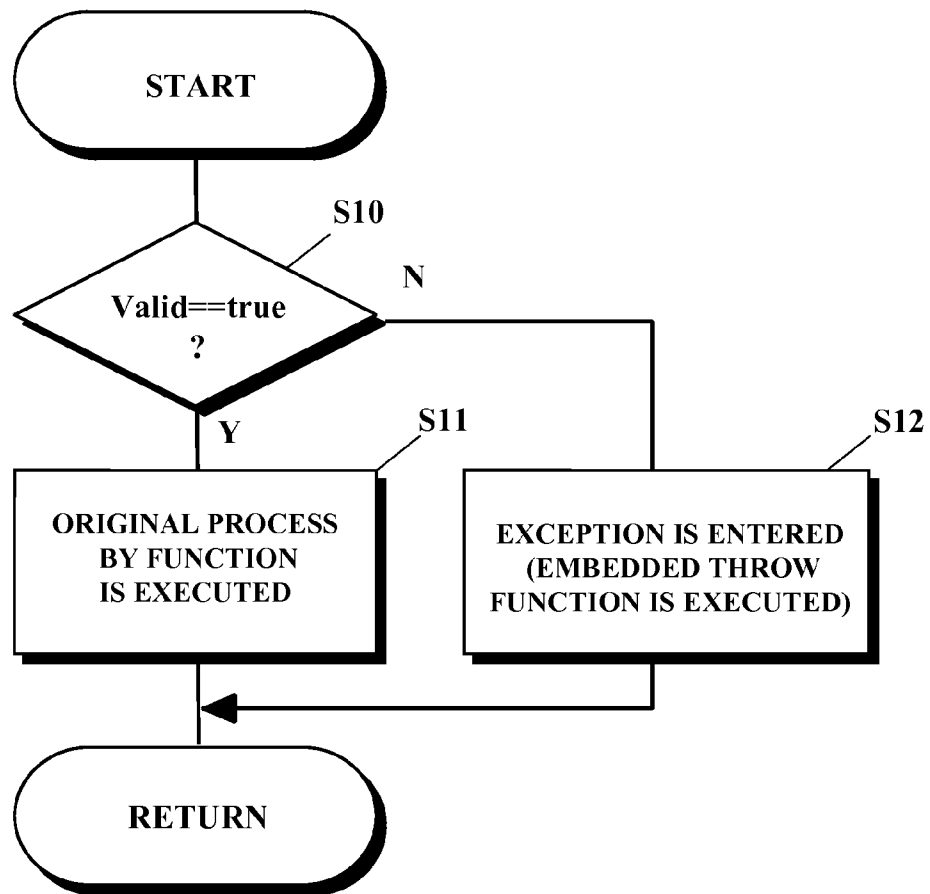 START
S10
N
Valid==true
?
Y
S11
S12
ORIGINAL PROCESS
BY FUNCTION
IS EXECUTED
EXCEPTION IS ENTERED
(EMBEDDED THROW
FUNCTION IS EXECUTED)
RETURN